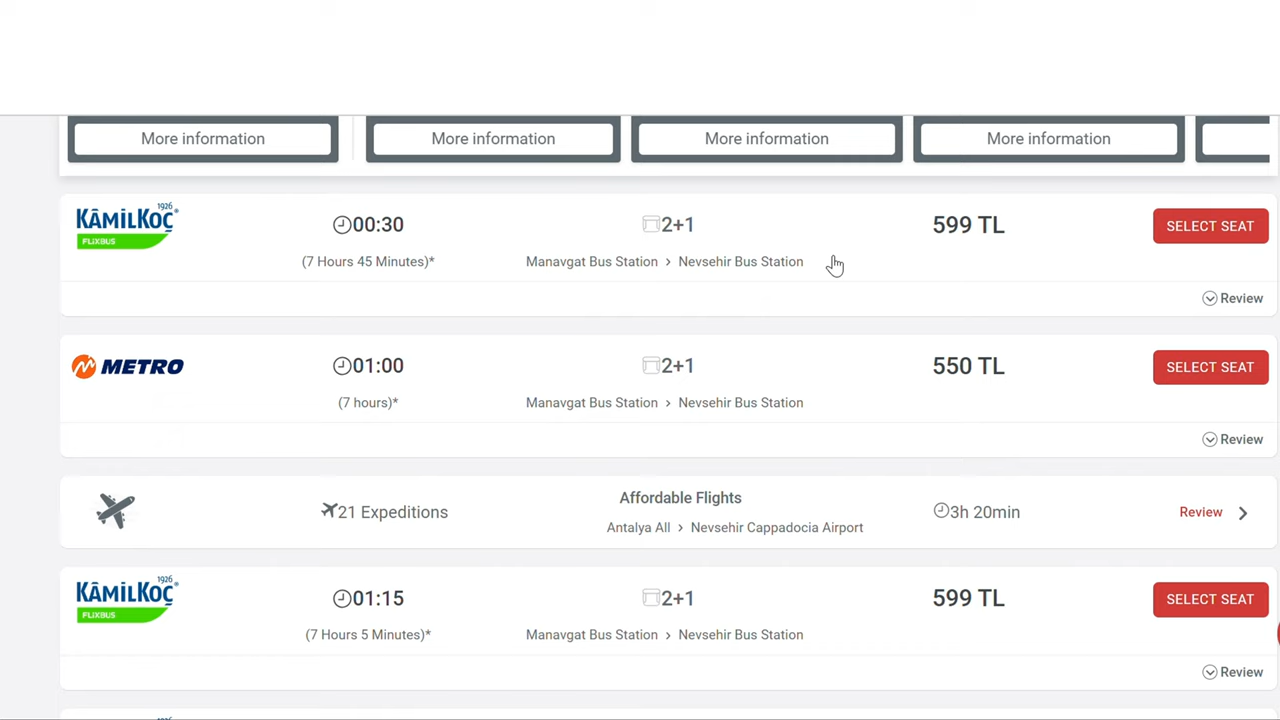 More information More information More information More information
KÂMİLKOÇ 1926
FLIXBUS
00:30
2+1
599 TL
SELECT SEAT
(7 Hours 45 Minutes)*
Manavgat Bus Station › Nevsehir Bus Station
Review
METRO
01:00
2+1
550 TL
SELECT SEAT
(7 hours)*
Manavgat Bus Station › Nevsehir Bus Station
Review
21 Expeditions
Affordable Flights
Antalya All › Nevsehir Cappadocia Airport
3h 20min
Review
KÂMİLKOÇ 1926
FLIXBUS
01:15
2+1
599 TL
SELECT SEAT
(7 Hours 5 Minutes)*
Manavgat Bus Station › Nevsehir Bus Station
Review